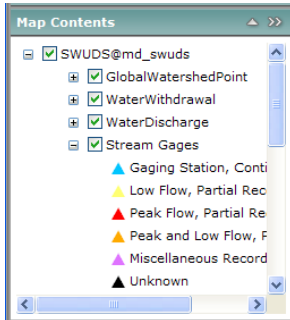 Map Contents
SWUDS@md_swuds
GlobalWatershedPoint
WaterWithdrawal
WaterDischarge
Stream Gages
Gaging Station, Conti
Low Flow, Partial Rec
Peak Flow, Partial Re
Peak and Low Flow, F
Miscellaneous Record
Unknown